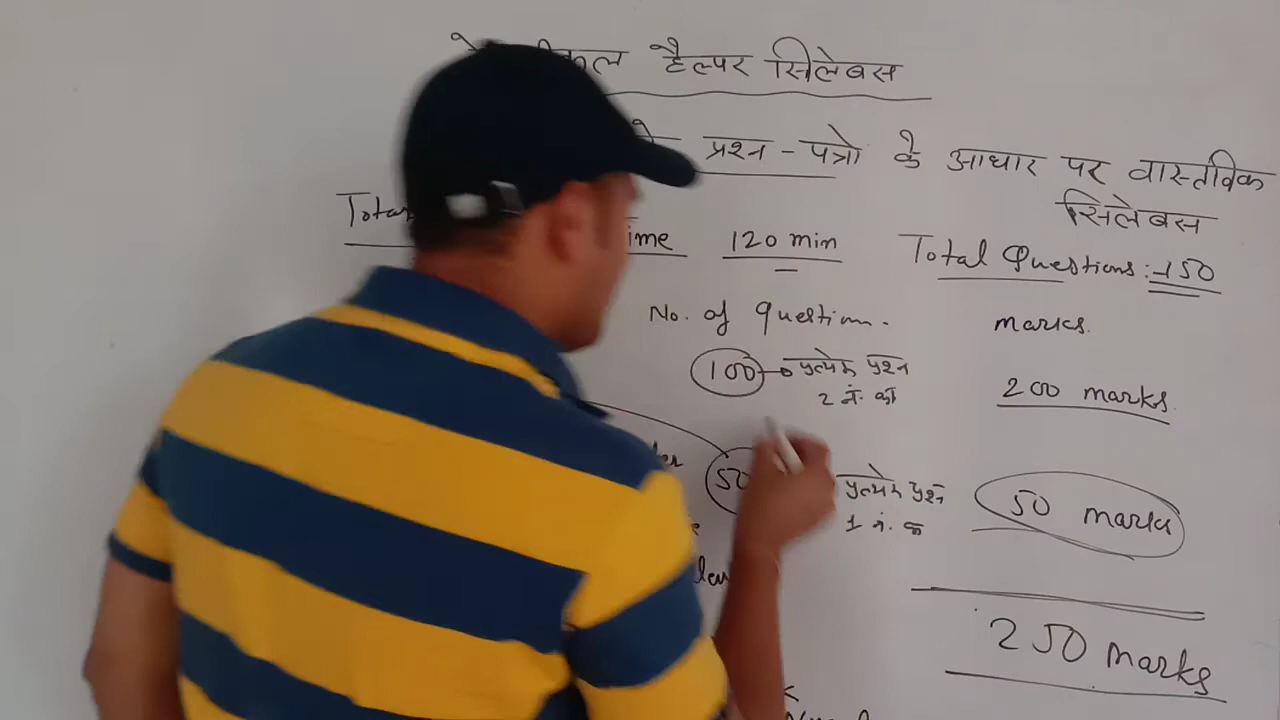 हैल्पर सिलेबस
प्रश्न - पत्रो के आधार पर वास्तविक
सिलेबस
120 min Total Questions :- 150
No. of question. marks.
100 प्रत्येक प्रश्न 200 marks.
2 नं. का
50 प्रत्येक प्रश्न 50 marks
1 नं. क
250 marks